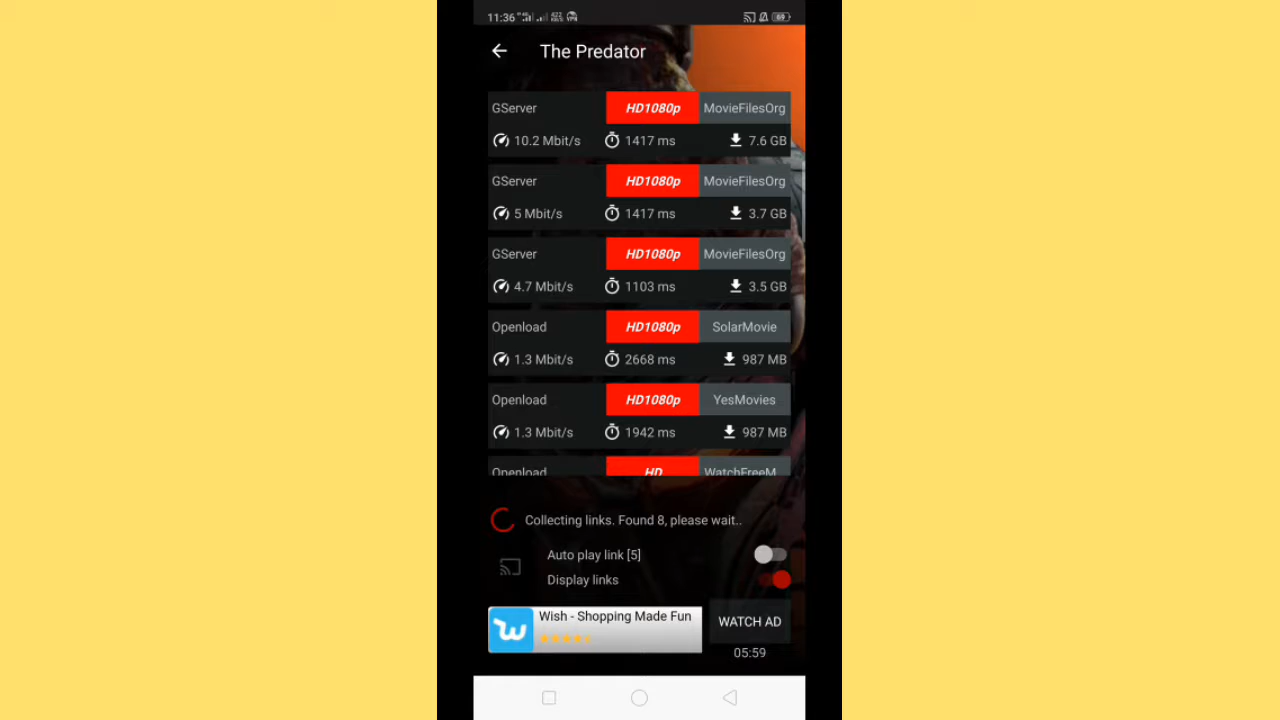 11:36
The Predator
GServer HD1080p MovieFilesOrg
10.2 Mbit/s 1417 ms 7.6 GB
GServer HD1080p MovieFilesOrg
5 Mbit/s 1417 ms 3.7 GB
GServer HD1080p MovieFilesOrg
4.7 Mbit/s 1103 ms 3.5 GB
Openload HD1080p SolarMovie
1.3 Mbit/s 2668 ms 987 MB
Openload HD1080p YesMovies
1.3 Mbit/s 1942 ms 987 MB
Openload HD WatchFreeM
Collecting links. Found 8, please wait..
Auto play link [5]
Display links
Wish - Shopping Made Fun
WATCH AD
05:59